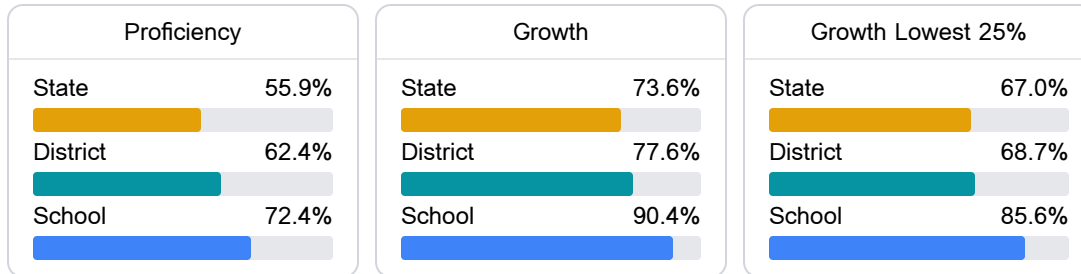 Proficiency
State 55.9%
District 62.4%
School 72.4%
Growth
State 73.6%
District 77.6%
School 90.4%
Growth Lowest 25%
State 67.0%
District 68.7%
School 85.6%